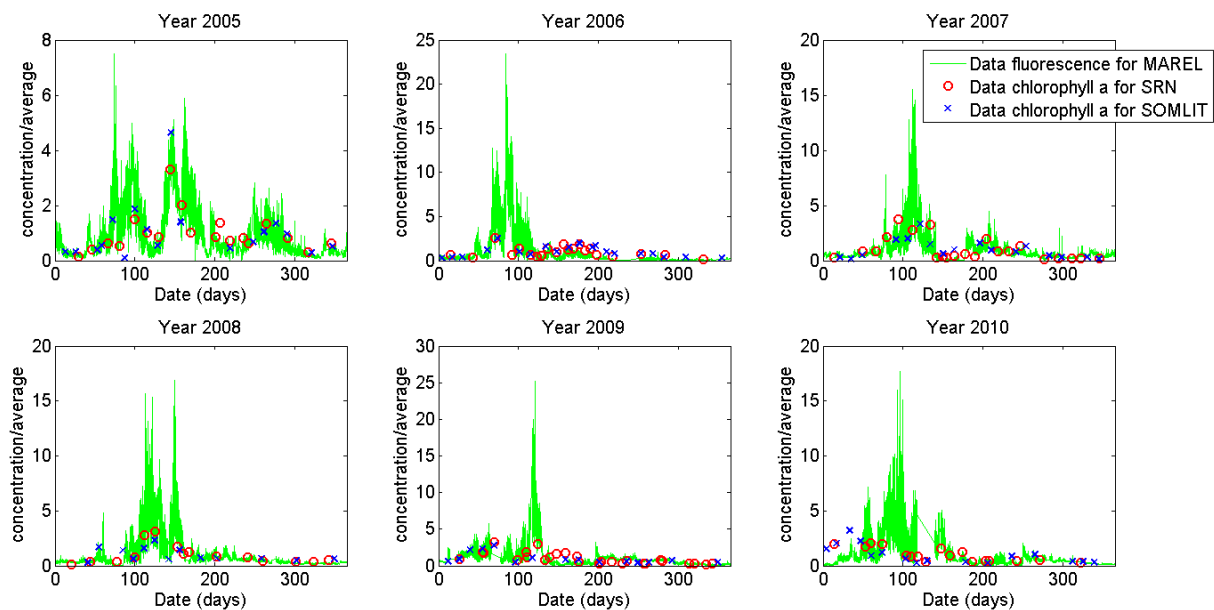 Year 2005
8
6
4
2
0
0 100 200 300
concentration/average
Date (days)
Year 2006
25
20
15
10
5
0
0 100 200 300
concentration/average
Date (days)
Year 2007
20
15
10
5
0
0 100 200 300
concentration/average
Date (days)
Data fluorescence for MAREL
Data chlorophyll a for SRN
Data chlorophyll a for SOMLIT
Year 2008
20
15
10
5
0
0 100 200 300
concentration/average
Date (days)
Year 2009
30
25
20
15
10
5
0
0 100 200 300
concentration/average
Date (days)
Year 2010
20
15
10
5
0
0 100 200 300
concentration/average
Date (days)